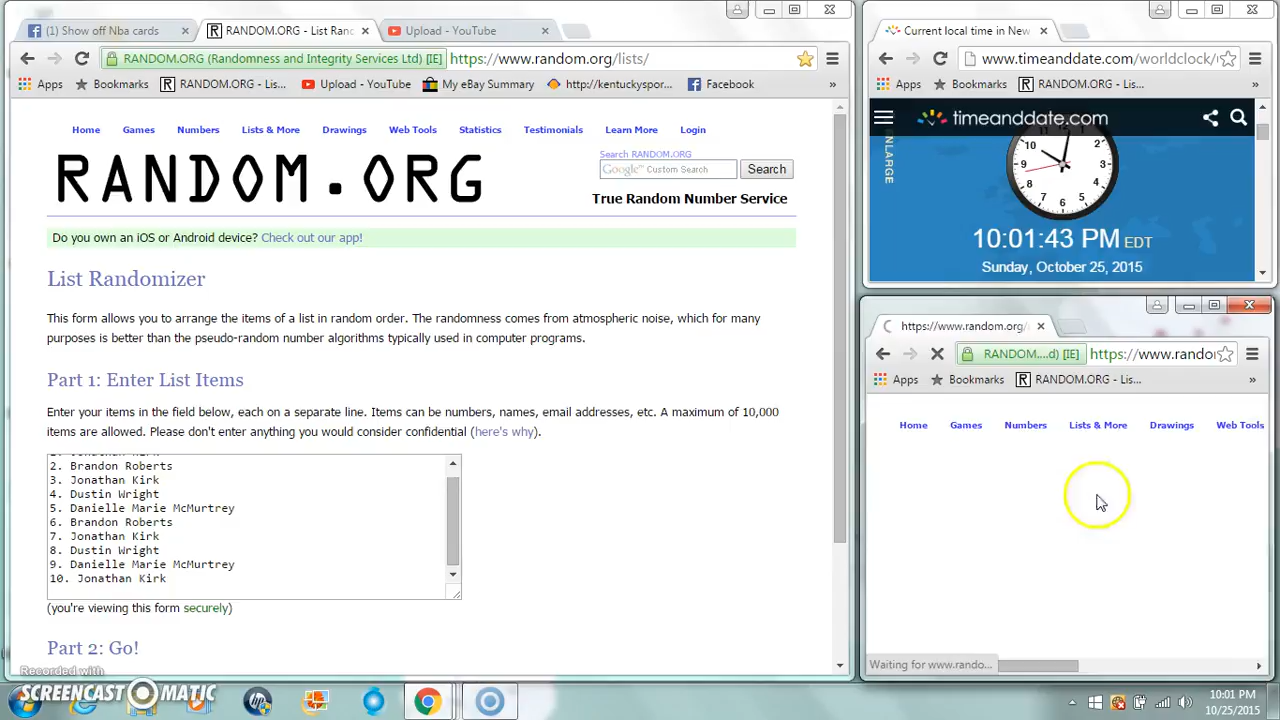 (1) Show off Nba cards
RANDOM.ORG - List Ranc
Upload - YouTube
RANDOM.ORG (Randomness and Integrity Services Ltd) [IE]
https://www.random.org/lists/
Apps
Bookmarks
RANDOM.ORG - Lis...
Upload - YouTube
My eBay Summary
http://kentuckyspor...
Facebook
»
Home
Games
Numbers
Lists & More
Drawings
Web Tools
Statistics
Testimonials
Learn More
Login
RANDOM.ORG
Search RANDOM.ORG
Google™ Custom Search
Search
True Random Number Service
Do you own an iOS or Android device? Check out our app!
List Randomizer
This form allows you to arrange the items of a list in random order. The randomness comes from atmospheric noise, which for many
purposes is better than the pseudo-random number algorithms typically used in computer programs.
Part 1: Enter List Items
Enter your items in the field below, each on a separate line. Items can be numbers, names, email addresses, etc. A maximum of 10,000
items are allowed. Please don't enter anything you would consider confidential (here's why).
2. Brandon Roberts
3. Jonathan Kirk
4. Dustin Wright
5. Danielle Marie McMurtrey
6. Brandon Roberts
7. Jonathan Kirk
8. Dustin Wright
9. Danielle Marie McMurtrey
10. Jonathan Kirk
(you're viewing this form securely)
Part 2: Go!
Recorded with
SCREENCAST-O-MATIC
Current local time in New
https://www.timeanddate.com/worldclock/
Apps
Bookmarks
RANDOM.ORG - Lis...
»
timeanddate.com
ENLARGE
10:01:43 PM EDT
Sunday, October 25, 2015
https://www.random.org/
RANDOM....d) [IE]
https://www.rando
Apps
Bookmarks
RANDOM.ORG - Lis...
»
Home
Games
Numbers
Lists & More
Drawings
Web Tools
Waiting for www.rando...
10:01 PM
10/25/2015